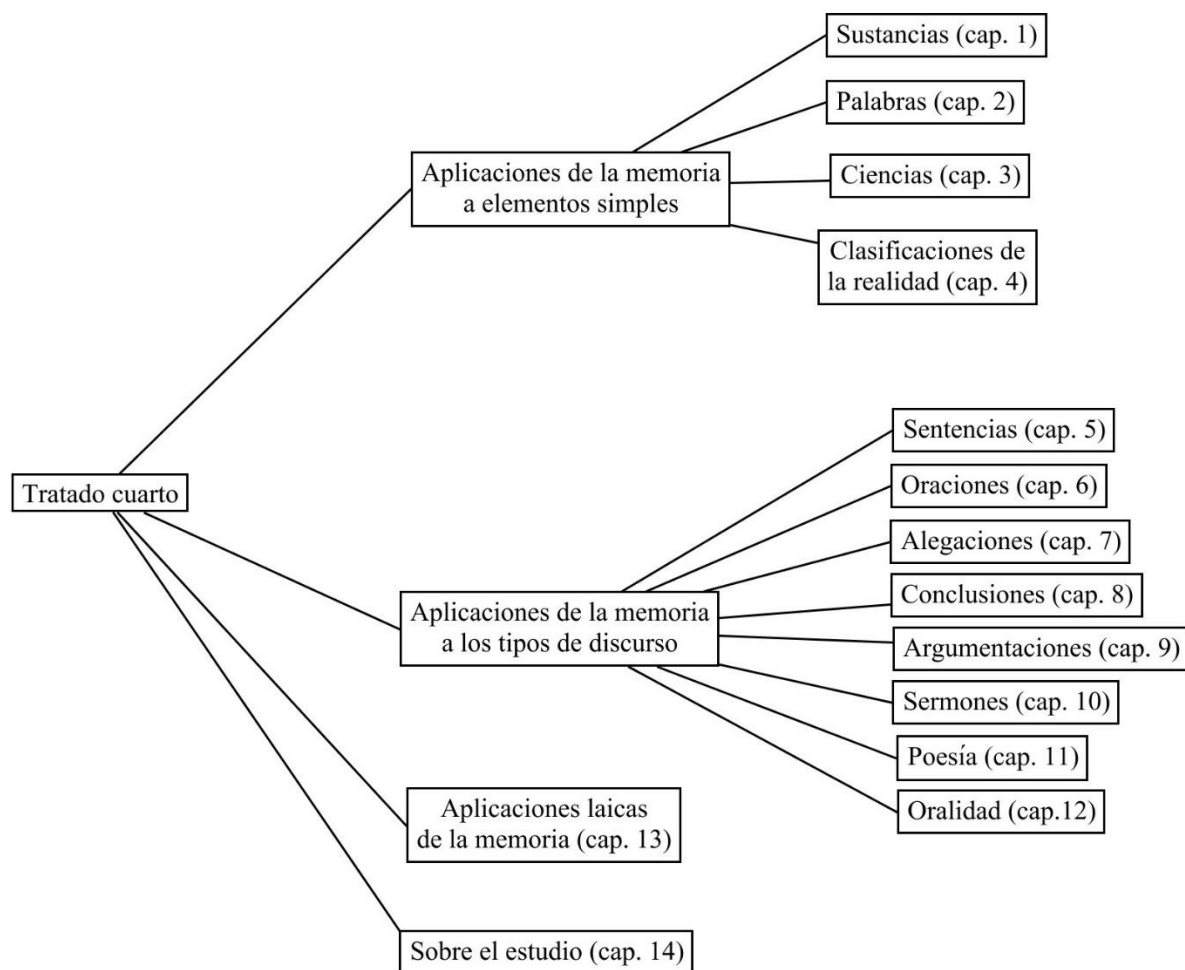 Tratado cuarto
Aplicaciones de la memoria
a elementos simples
Sustancias (cap. 1)
Palabras (cap. 2)
Ciencias (cap. 3)
Clasificaciones de
la realidad (cap. 4)
Aplicaciones de la memoria
a los tipos de discurso
Sentencias (cap. 5)
Oraciones (cap. 6)
Alegaciones (cap. 7)
Conclusiones (cap. 8)
Argumentaciones (cap. 9)
Sermones (cap. 10)
Poesía (cap. 11)
Oralidad (cap.12)
Aplicaciones laicas
de la memoria (cap. 13)
Sobre el estudio (cap. 14)